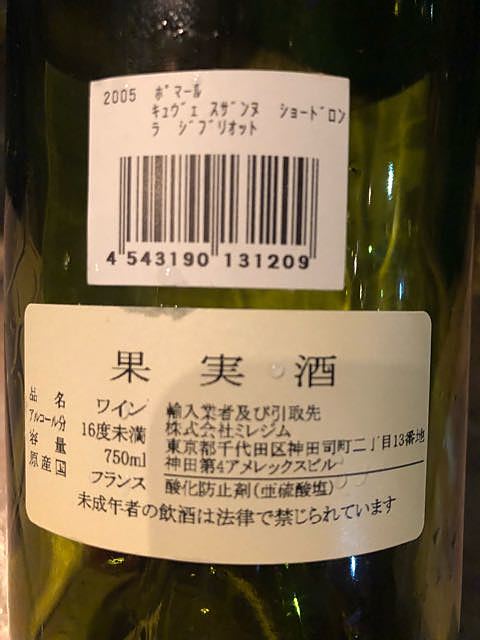 2005 ポマール
キュヴェ スザンヌ ショードロン
ラ ジブリオット
4 543190 131209
果実酒
品名 ワイン
アルコール分 16度未満
容量 750ml
原産国 フランス
輸入業者及び引取先
株式会社ミレジム
東京都千代田区神田司町二丁目13番地
神田第4アメレックスビル
酸化防止剤(亜硫酸塩)
未成年者の飲酒は法律で禁じられています